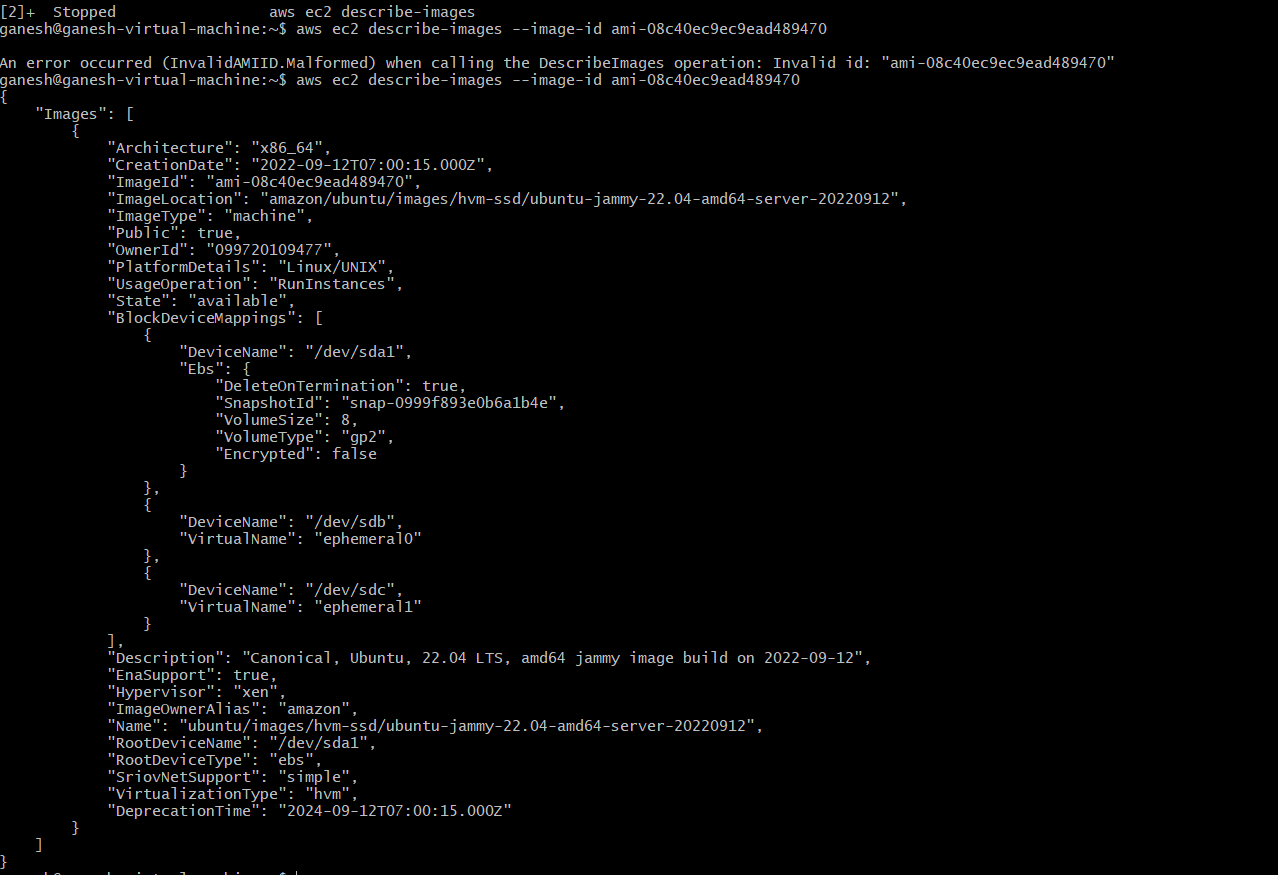 [2]+  Stopped                 aws ec2 describe-images
ganesh@ganesh-virtual-machine:~$ aws ec2 describe-images --image-id ami-08c40ec9ec9ead489470

An error occurred (InvalidAMIID.Malformed) when calling the DescribeImages operation: Invalid id: "ami-08c40ec9ec9ead489470"
ganesh@ganesh-virtual-machine:~$ aws ec2 describe-images --image-id ami-08c40ec9ead489470
{
    "Images": [
        {
            "Architecture": "x86_64",
            "CreationDate": "2022-09-12T07:00:15.000Z",
            "ImageId": "ami-08c40ec9ead489470",
            "ImageLocation": "amazon/ubuntu/images/hvm-ssd/ubuntu-jammy-22.04-amd64-server-20220912",
            "ImageType": "machine",
            "Public": true,
            "OwnerId": "099720109477",
            "PlatformDetails": "Linux/UNIX",
            "UsageOperation": "RunInstances",
            "State": "available",
            "BlockDeviceMappings": [
                {
                    "DeviceName": "/dev/sda1",
                    "Ebs": {
                        "DeleteOnTermination": true,
                        "SnapshotId": "snap-0999f893e0b6a1b4e",
                        "VolumeSize": 8,
                        "VolumeType": "gp2",
                        "Encrypted": false
                    }
                },
                {
                    "DeviceName": "/dev/sdb",
                    "VirtualName": "ephemeral0"
                },
                {
                    "DeviceName": "/dev/sdc",
                    "VirtualName": "ephemeral1"
                }
            ],
            "Description": "Canonical, Ubuntu, 22.04 LTS, amd64 jammy image build on 2022-09-12",
            "EnaSupport": true,
            "Hypervisor": "xen",
            "ImageOwnerAlias": "amazon",
            "Name": "ubuntu/images/hvm-ssd/ubuntu-jammy-22.04-amd64-server-20220912",
            "RootDeviceName": "/dev/sda1",
            "RootDeviceType": "ebs",
            "SriovNetSupport": "simple",
            "VirtualizationType": "hvm",
            "DeprecationTime": "2024-09-12T07:00:15.000Z"
        }
    ]
}